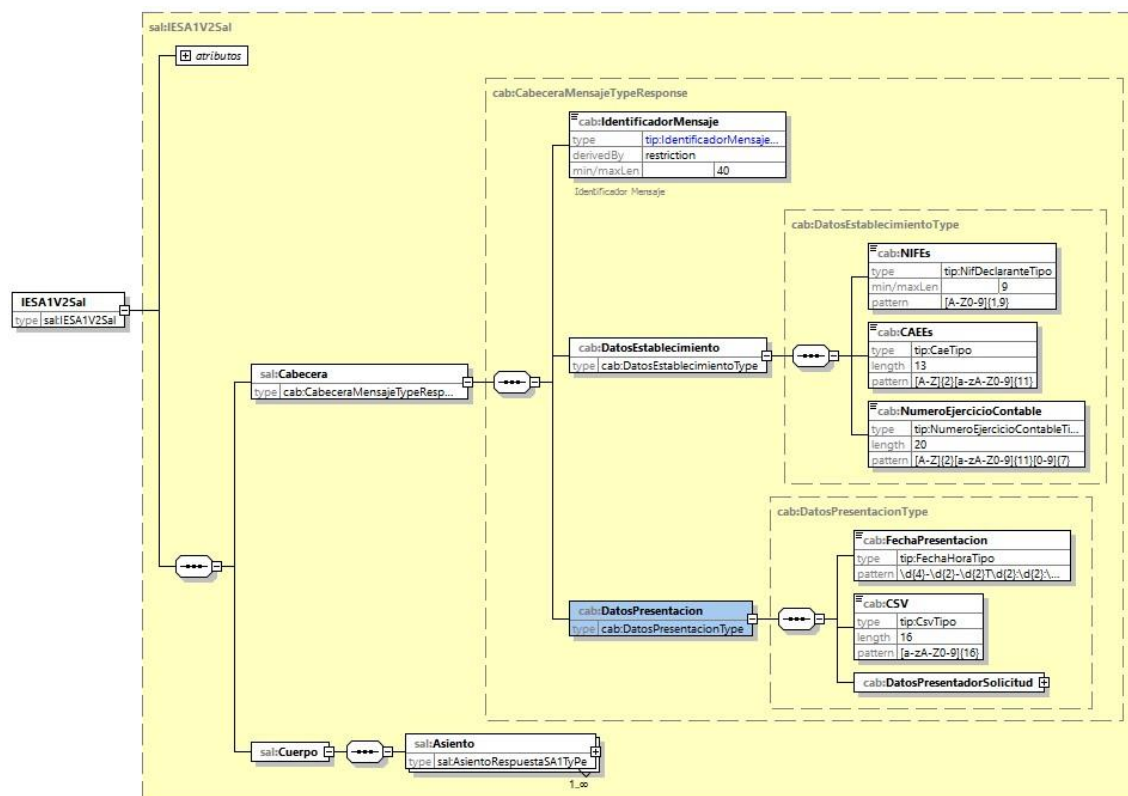 sal:IESA1V2Sal
atributos
cab:CabeceraMensajeTypeResponse
cab:IdentificadorMensaje
type tip:IdentificadorMensaje...
derivedBy restriction
min/maxLen 40
Identificador Mensaje
cab:DatosEstablecimientoType
cab:NIFEs
type tip:NifDeclaranteTipo
min/maxLen 9
pattern [A-Z0-9]{1,9}
IESA1V2Sal
type sal:IESA1V2Sal
cab:CAEEs
type tip:CaeTipo
length 13
pattern [A-Z]{2}[a-zA-Z0-9]{11}
cab:DatosEstablecimiento
type cab:DatosEstablecimientoType
sal:Cabecera
type cab:CabeceraMensajeTypeResp...
cab:NumeroEjercicioContable
type tip:NumeroEjercicioContableTi...
length 20
pattern [A-Z]{2}[a-zA-Z0-9]{11}[0-9]{7}
cab:DatosPresentacionType
cab:FechaPresentacion
type tip:FechaHoraTipo
pattern \d{4}-\d{2}-\d{2}T\d{2}:\d{2}:\...
cab:DatosPresentacion
type cab:DatosPresentacionType
cab:CSV
type tip:CsvTipo
length 16
pattern [a-zA-Z0-9]{16}
cab:DatosPresentadorSolicitud
sal:Cuerpo
sal:Asiento
type sal:AsientoRespuestaSA1TyPe
1..∞